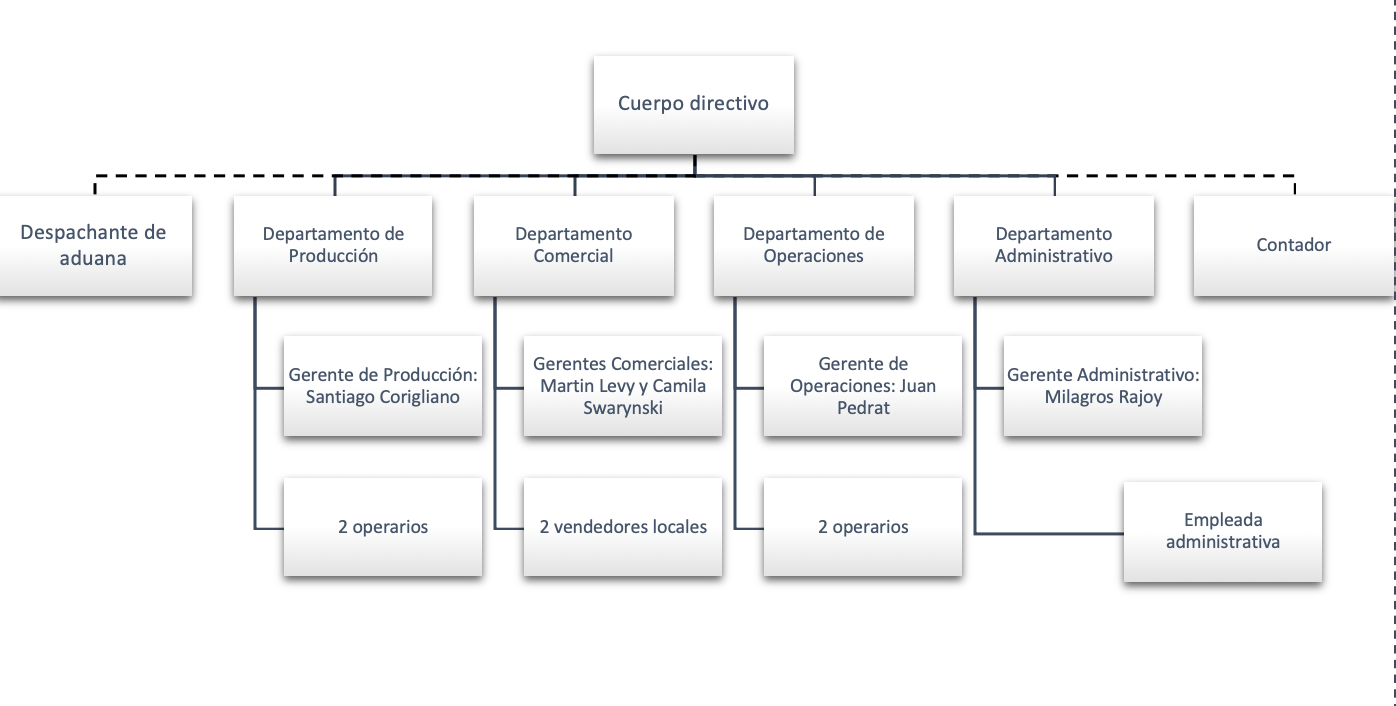 Cuerpo directivo
Despachante de
aduana
Departamento de
Producción
Departamento
Comercial
Departamento de
Operaciones
Departamento
Administrativo
Contador
Gerente de Producción:
Santiago Corigliano
Gerentes Comerciales:
Martin Levy y Camila
Swarynski
Gerente de
Operaciones: Juan
Pedrat
Gerente Administrativo:
Milagros Rajoy
2 operarios
2 vendedores locales
2 operarios
Empleada
administrativa